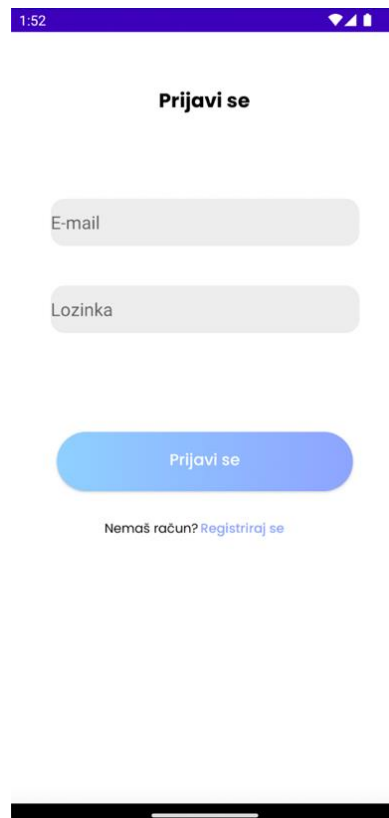 1:52
Prijavi se
E-mail
Lozinka
Prijavi se
Nemaš račun? Registriraj se